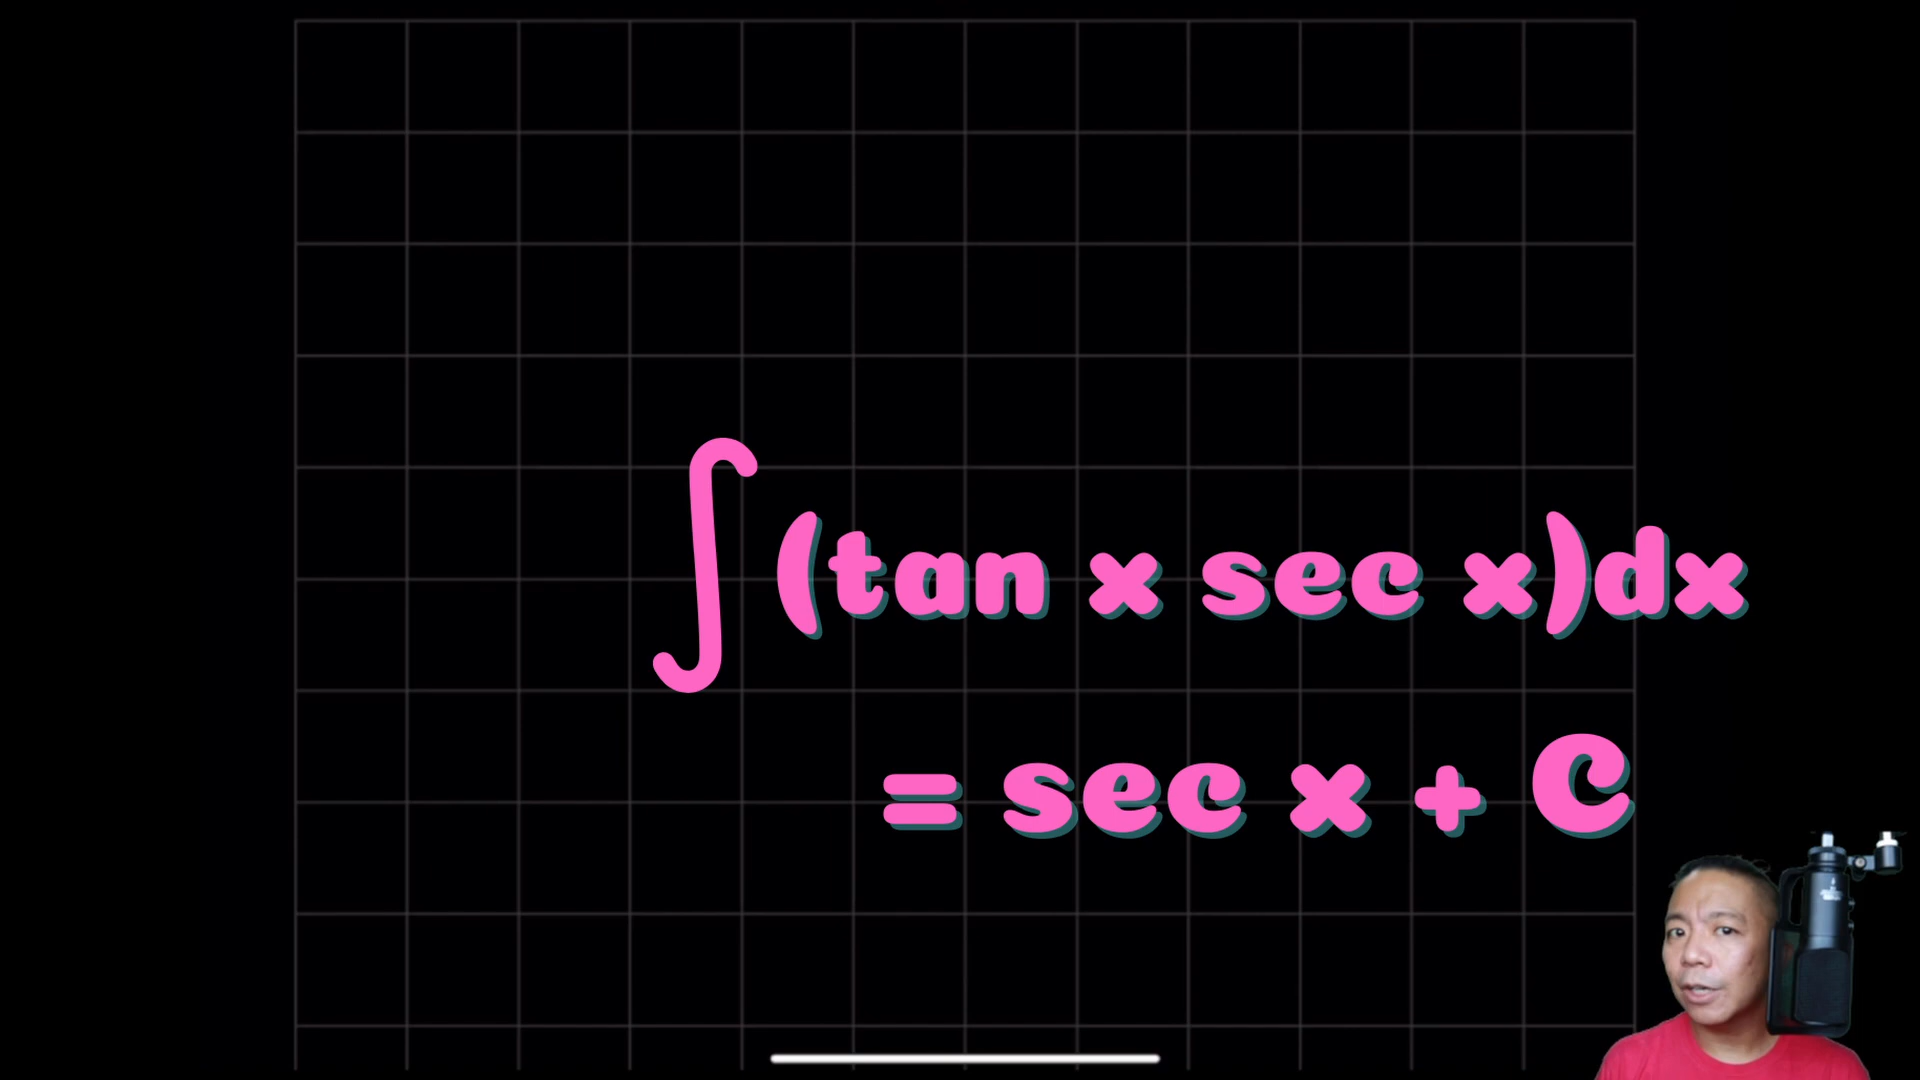 ∫(tan x sec x)dx
= sec x + C